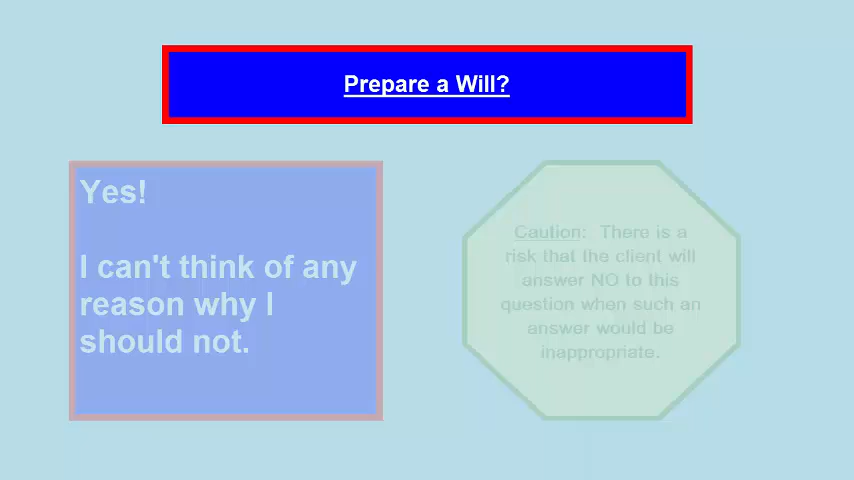 Prepare a Will?
Yes!
I can't think of any
reason why I
should not.
Caution: There is a
risk that the client will
answer NO to this
question when such an
answer would be
inappropriate.